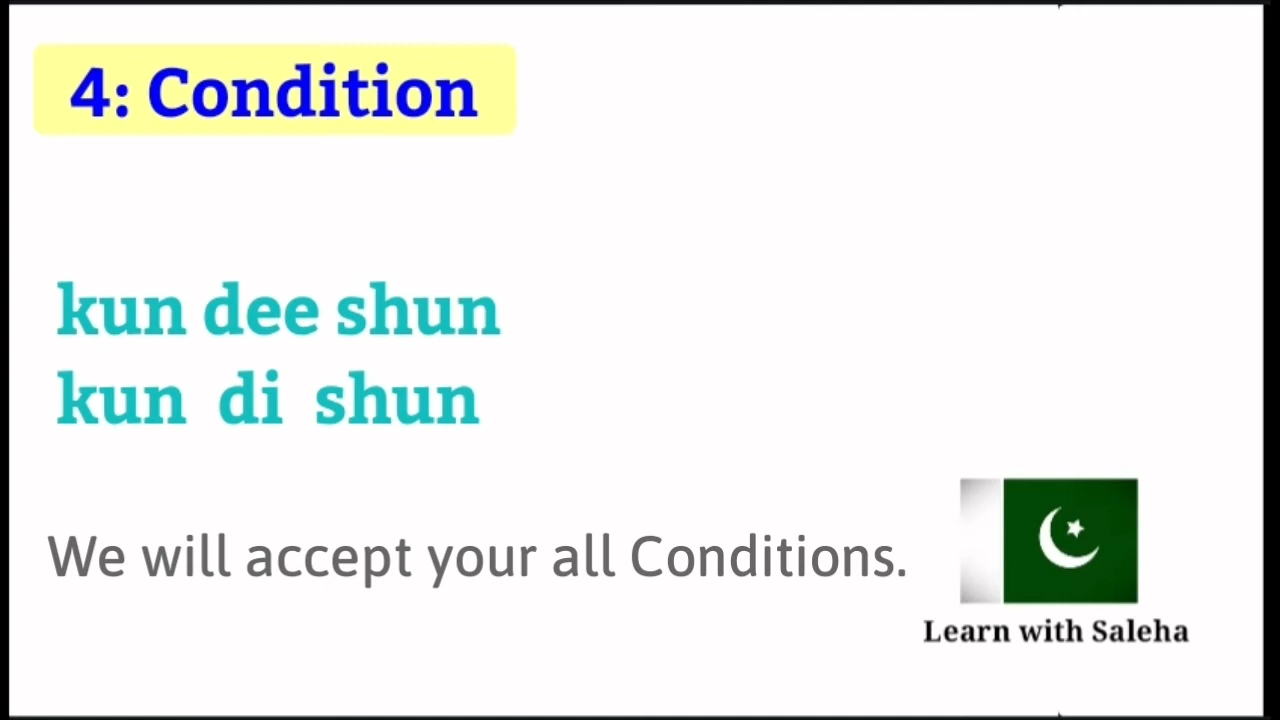 4: Condition
kun dee shun
kun di shun
We will accept your all Conditions.
Learn with Saleha